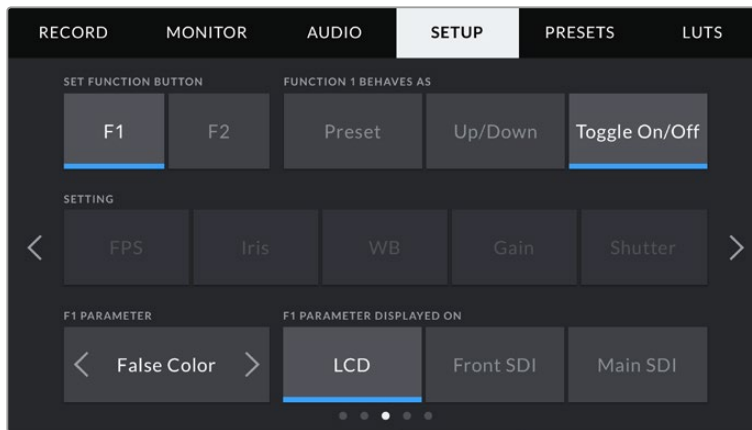 RECORD MONITOR AUDIO SETUP PRESETS LUTS
SET FUNCTION BUTTON FUNCTION 1 BEHAVES AS
F1 F2 Preset Up/Down Toggle On/Off
SETTING
FPS Iris WB Gain Shutter
F1 PARAMETER F1 PARAMETER DISPLAYED ON
False Color LCD Front SDI Main SDI